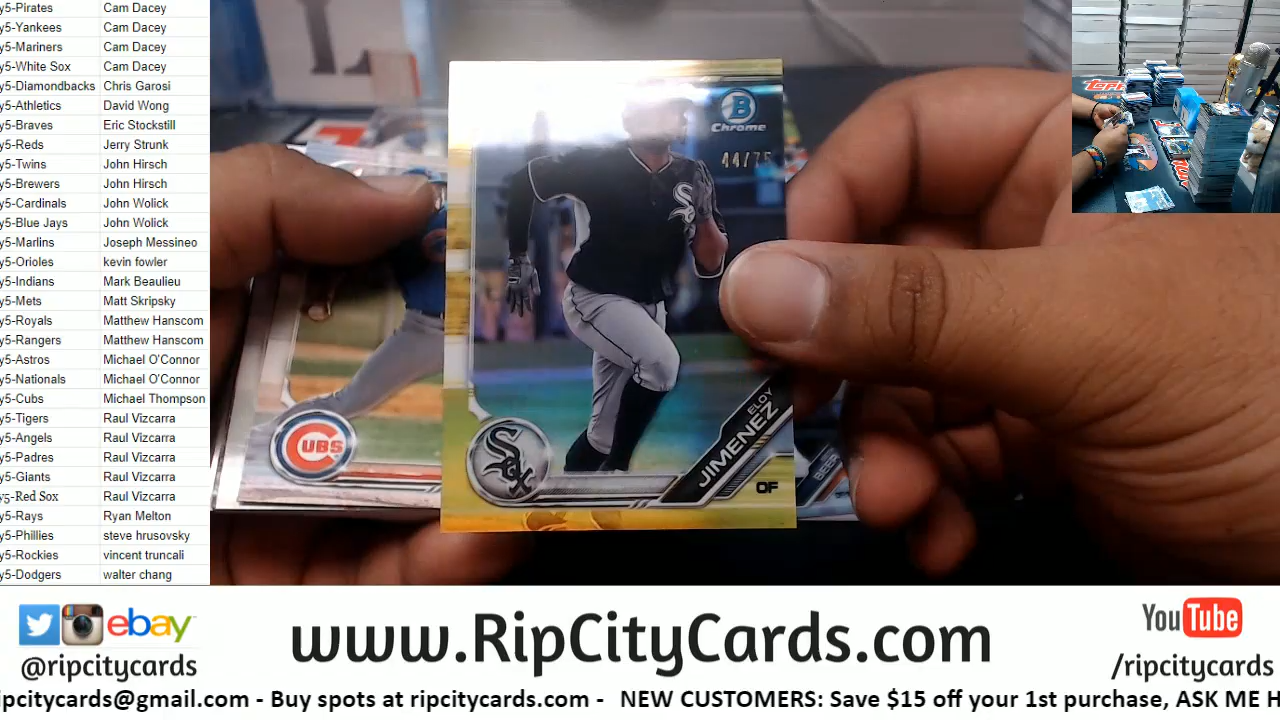 y5-Pirates Cam Dacey
y5-Yankees Cam Dacey
y5-Mariners Cam Dacey
y5-White Sox Cam Dacey
y5-Diamondbacks Chris Garosi
y5-Athletics David Wong
y5-Braves Eric Stockstill
y5-Reds Jerry Strunk
y5-Twins John Hirsch
y5-Brewers John Hirsch
y5-Cardinals John Wolick
y5-Blue Jays John Wolick
y5-Marlins Joseph Messineo
y5-Orioles kevin fowler
y5-Indians Mark Beaulieu
y5-Mets Matt Skripsky
y5-Royals Matthew Hanscom
y5-Rangers Matthew Hanscom
y5-Astros Michael O'Connor
y5-Nationals Michael O'Connor
y5-Cubs Michael Thompson
y5-Tigers Raul Vizcarra
y5-Angels Raul Vizcarra
y5-Padres Raul Vizcarra
y5-Giants Raul Vizcarra
y5-Red Sox Raul Vizcarra
y5-Rays Ryan Melton
y5-Phillies steve hrusovsky
y5-Rockies vincent truncali
y5-Dodgers walter chang
B
Chrome
44/75
Sox
ELOY
JIMENEZ
OF
Sox
CUBS
BEER
TOPPS
ebay
@ripcitycards
www.RipCityCards.com
YouTube
/ripcitycards
ipcitycards@gmail.com - Buy spots at ripcitycards.com - NEW CUSTOMERS: Save $15 off your 1st purchase, ASK ME H